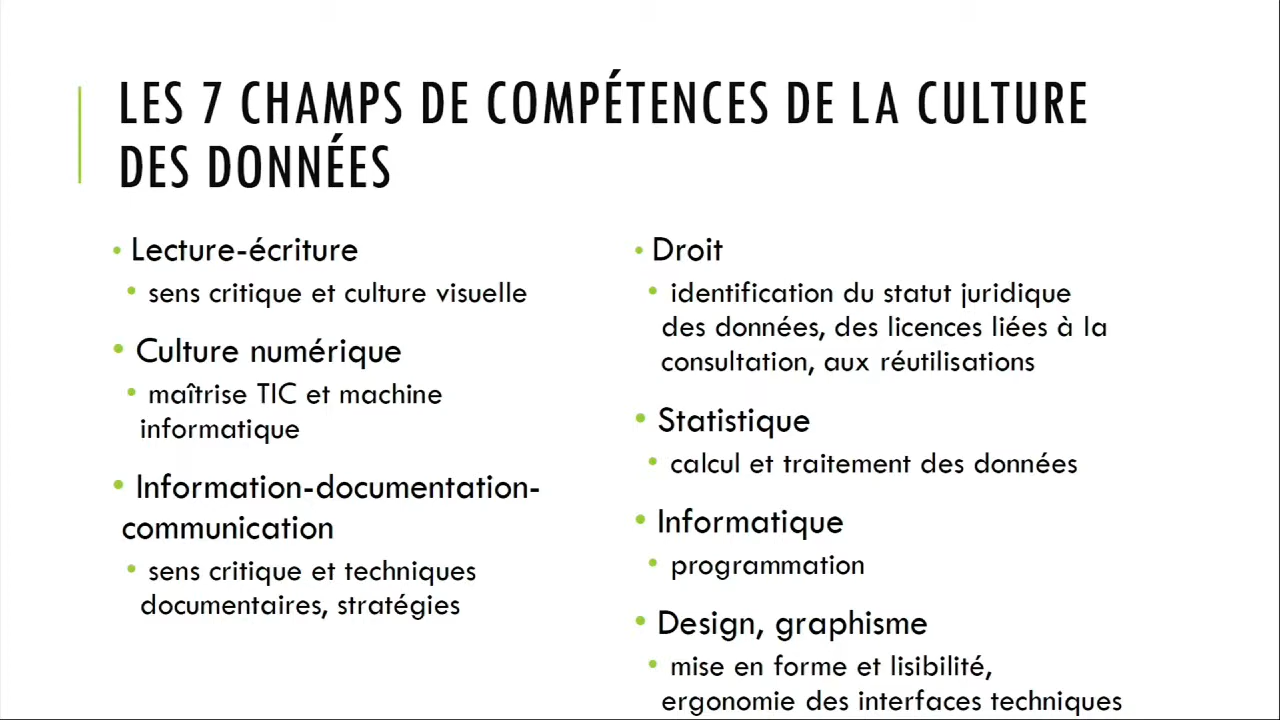 LES 7 CHAMPS DE COMPÉTENCES DE LA CULTURE
DES DONNÉES
• Lecture-écriture
• sens critique et culture visuelle
• Culture numérique
• maîtrise TIC et machine
informatique
• Information-documentation-
communication
• sens critique et techniques
documentaires, stratégies
• Droit
• identification du statut juridique
des données, des licences liées à la
consultation, aux réutilisations
• Statistique
• calcul et traitement des données
• Informatique
• programmation
• Design, graphisme
• mise en forme et lisibilité,
ergonomie des interfaces techniques